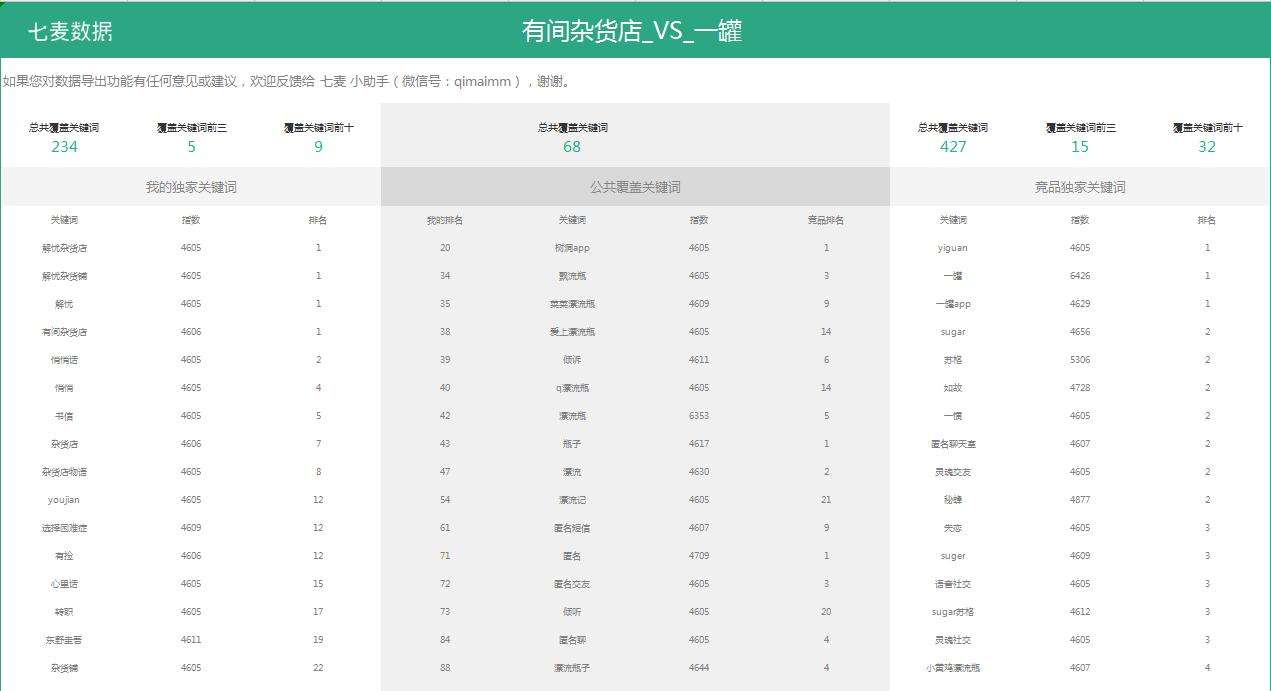 七麦数据 有间杂货店_VS_一罐
如果您对数据导出功能有任何意见或建议，欢迎反馈给 七麦 小助手（微信号：qimaimm），谢谢。
总共覆盖关键词 覆盖关键词前三 覆盖关键词前十 总共覆盖关键词 总共覆盖关键词 覆盖关键词前三 覆盖关键词前十
234 5 9 68 427 15 32
我的独家关键词 公共覆盖关键词 竞品独家关键词
关键词 指数 排名 我的排名 关键词 指数 竞品排名 关键词 指数 排名
解忧杂货店 4605 1 20 树洞app 4605 1 yiguan 4605 1
解忧杂货铺 4605 1 34 飘流瓶 4605 3 一罐 6426 1
解忧 4605 1 35 菜菜漂流瓶 4609 9 一罐app 4629 1
有间杂货店 4606 1 38 爱上漂流瓶 4605 14 sugar 4656 2
悄悄话 4605 2 39 倾诉 4611 6 苏格 5306 2
悄悄 4605 4 40 q漂流瓶 4605 14 如故 4728 2
书信 4605 5 42 漂流瓶 6353 5 一惯 4605 2
杂货店 4606 7 43 瓶子 4617 1 匿名聊天室 4607 2
杂货店物语 4605 8 47 漂流 4630 2 灵魂交友 4605 2
youjian 4605 12 54 漂流记 4605 21 秘蜂 4877 2
选择困难症 4609 12 61 匿名短信 4607 9 失恋 4605 3
有捡 4606 12 71 匿名 4709 1 suger 4609 3
心里话 4605 15 72 匿名交友 4605 3 语音社交 4605 3
转职 4605 17 73 倾听 4605 20 sugar苏格 4612 3
东野圭吾 4611 19 84 匿名聊 4605 4 灵魂社交 4605 3
杂货铺 4605 22 88 漂流瓶子 4644 4 小黄鸡漂流瓶 4607 4